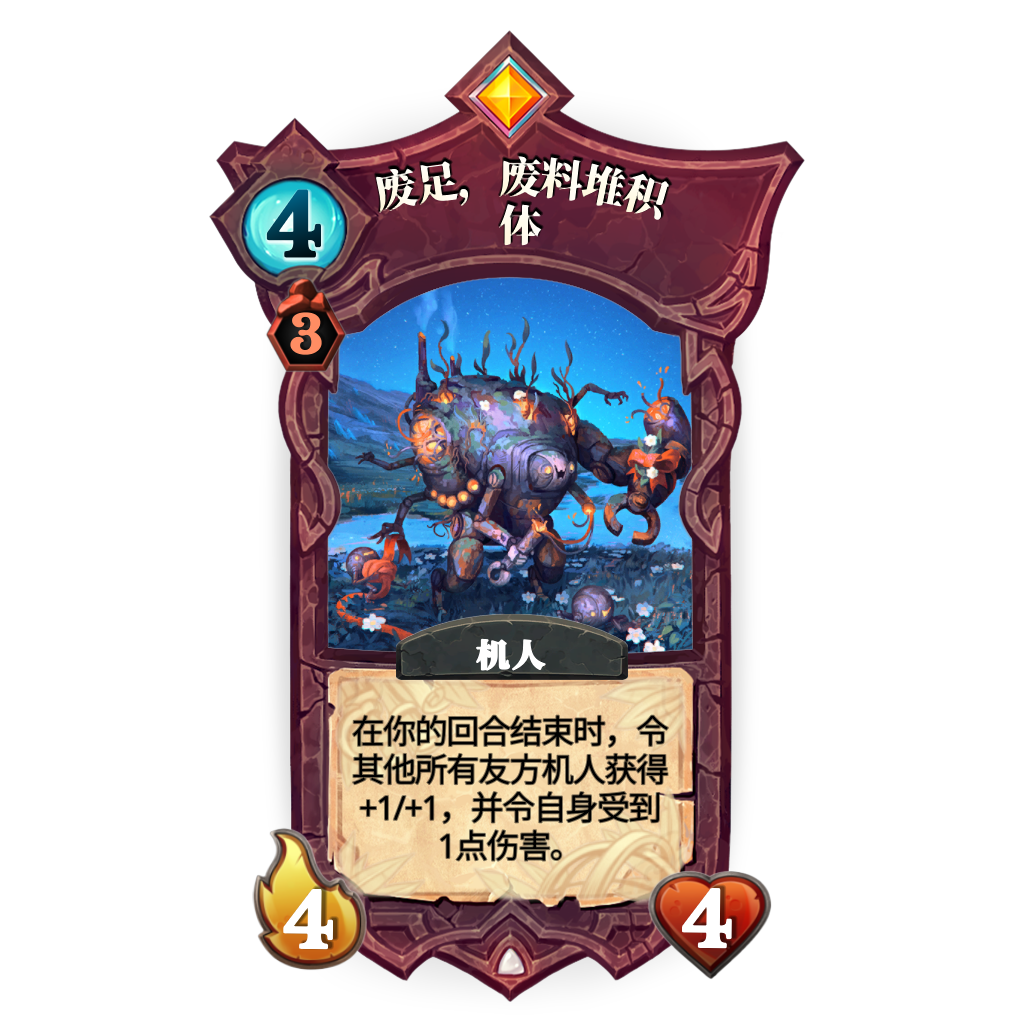 4
废足，废料堆积
体
3
机人
在你的回合结束时，令
其他所有友方机人获得
+1/+1，并令自身受到
1点伤害。
4
4